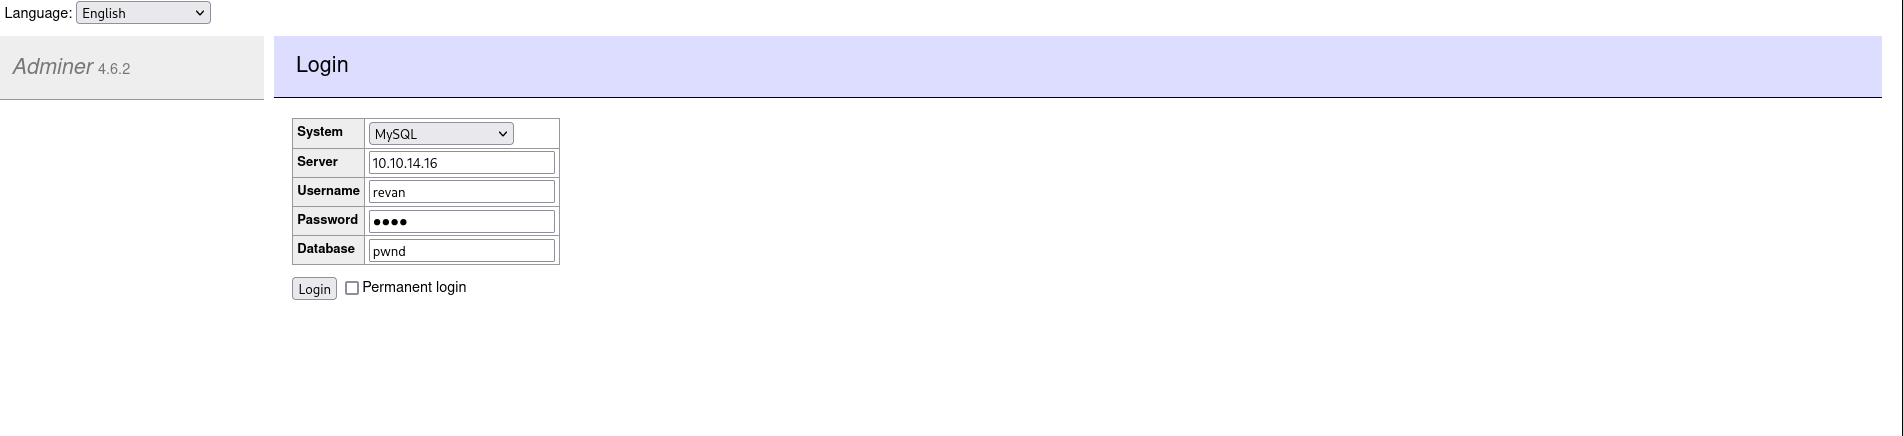 Language: English
Adminer 4.6.2
Login
System MySQL
Server 10.10.14.16
Username revan
Password ●●●●
Database pwnd
Login Permanent login